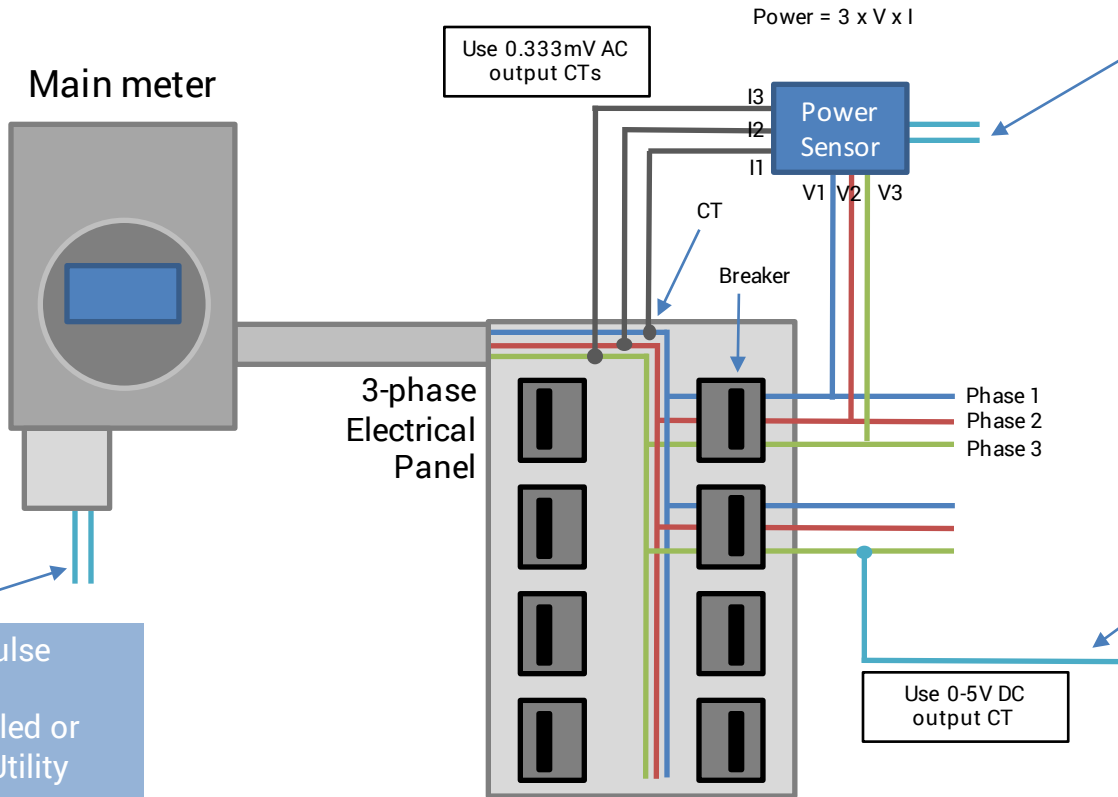 Power = 3 x V x I
Use 0.333mV AC
output CTs
Main meter
I3
I2
I1
Power
Sensor
V1
V2
V3
CT
Breaker
3-phase
Electrical
Panel
Phase 1
Phase 2
Phase 3
ulse
led or
Utility
Use 0-5V DC
output CT